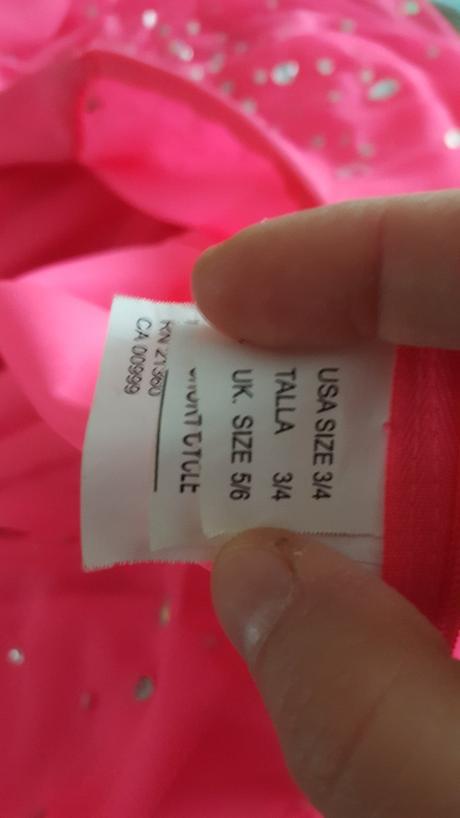 USA SIZE 3/4
TALLA 3/4
UK. SIZE 5/6
RN 21360
CA 00999